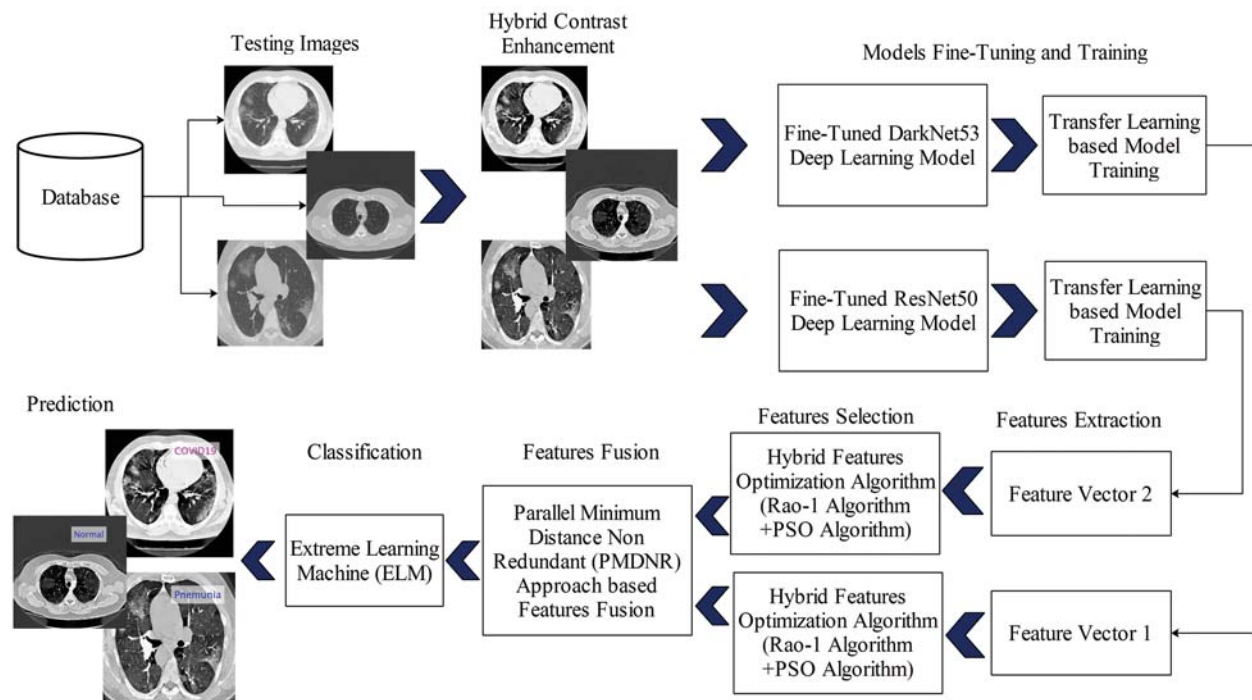 Testing Images
Hybrid Contrast
Enhancement
Models Fine-Tuning and Training
Database
Fine-Tuned DarkNet53
Deep Learning Model
Transfer Learning
based Model
Training
Fine-Tuned ResNet50
Deep Learning Model
Transfer Learning
based Model
Training
Prediction
COVID19
Normal
Pnemunia
Classification
Extreme Learning
Machine (ELM)
Features Fusion
Parallel Minimum
Distance Non
Redundant (PMDNR)
Approach based
Features Fusion
Features Selection
Hybrid Features
Optimization Algorithm
(Rao-1 Algorithm
+PSO Algorithm)
Hybrid Features
Optimization Algorithm
(Rao-1 Algorithm
+PSO Algorithm)
Features Extraction
Feature Vector 2
Feature Vector 1